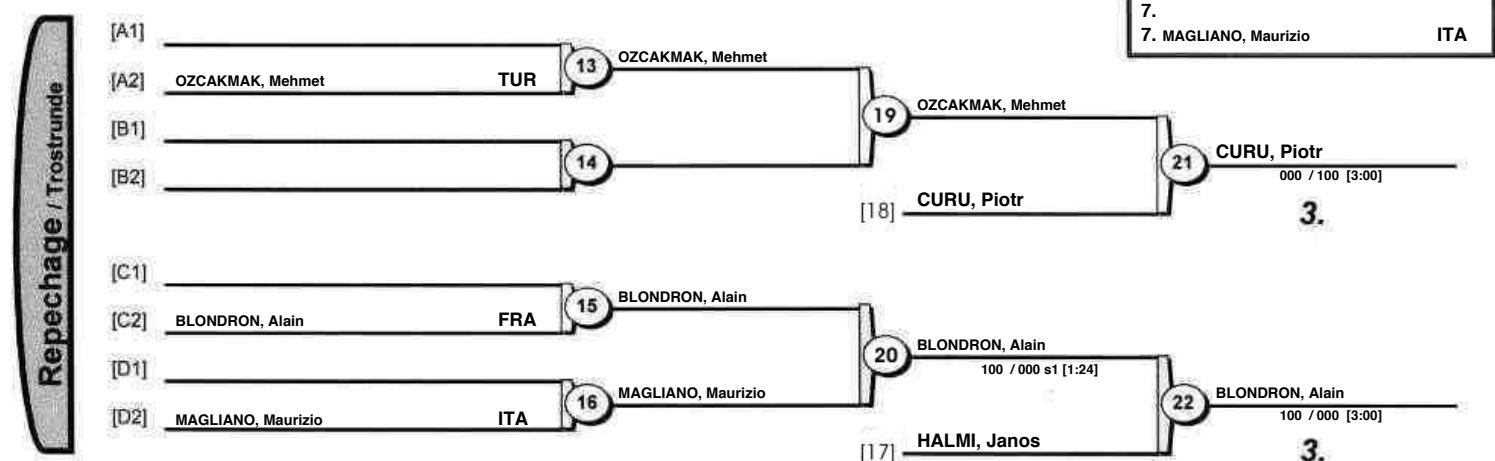 7.
7. MAGLIANO, Maurizio ITA
Repechage / Trostrunde
[A1]
[A2] OZCAKMAK, Mehmet TUR
13 OZCAKMAK, Mehmet
[B1]
[B2]
14
19 OZCAKMAK, Mehmet
[18] CURU, Piotr
21 CURU, Piotr
000 / 100 [3:00]
3.
[C1]
[C2] BLONDRON, Alain FRA
15 BLONDRON, Alain
[D1]
[D2] MAGLIANO, Maurizio ITA
16 MAGLIANO, Maurizio
20 BLONDRON, Alain
100 / 000 s1 [1:24]
[17] HALMI, Janos
22 BLONDRON, Alain
100 / 000 [3:00]
3.